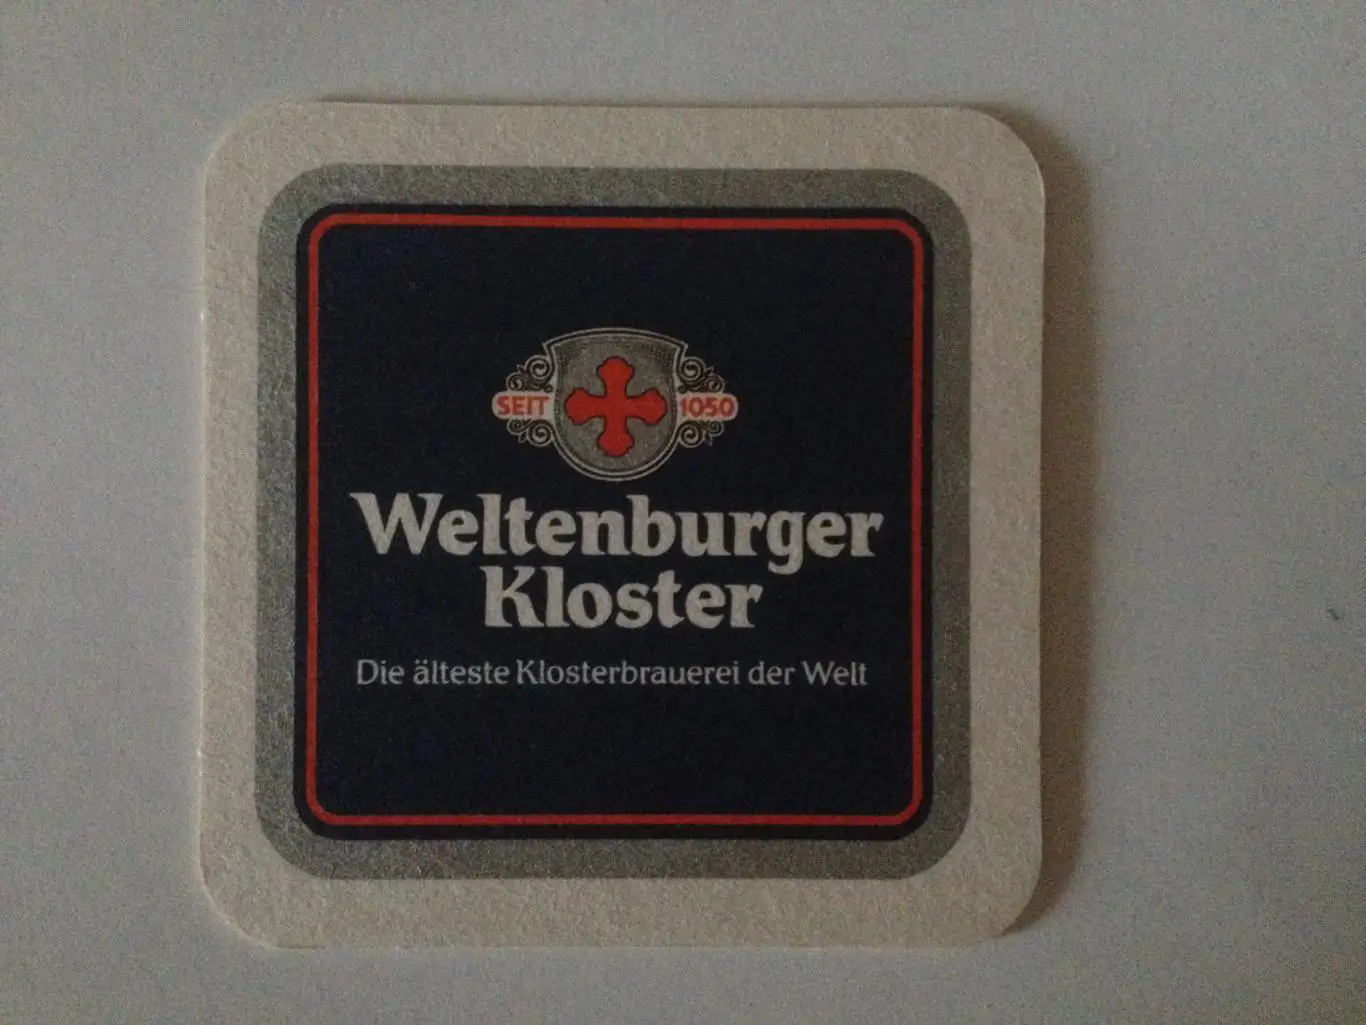 SEIT 1050
Weltenburger
Kloster
Die älteste Klosterbrauerei der Welt